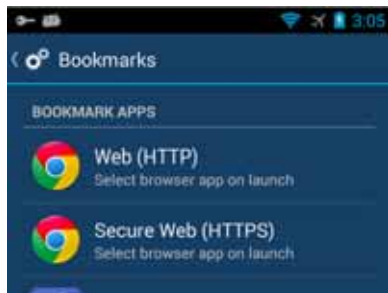 3:05
Bookmarks
BOOKMARK APPS
Web (HTTP)
Select browser app on launch
Secure Web (HTTPS)
Select browser app on launch